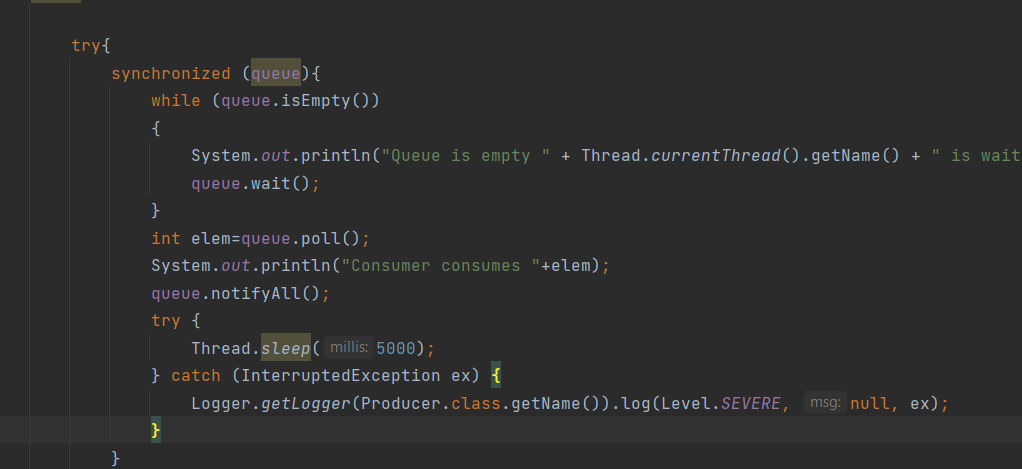 try{
synchronized (queue){
while (queue.isEmpty())
{
System.out.println("Queue is empty " + Thread.currentThread().getName() + " is wait
queue.wait();
}
int elem=queue.poll();
System.out.println("Consumer consumes "+elem);
queue.notifyAll();
try {
Thread.sleep( millis: 5000);
} catch (InterruptedException ex) {
Logger.getLogger(Producer.class.getName()).log(Level.SEVERE, msg: null, ex);
}
}